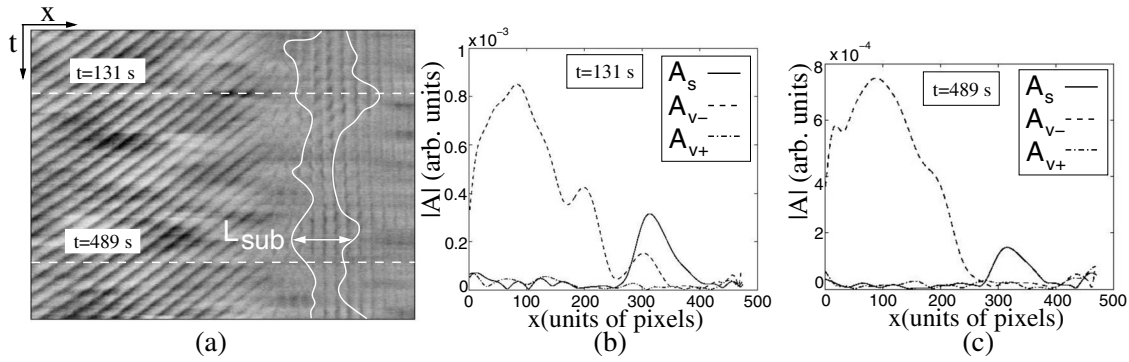 x
t
t=131 s
t=489 s
L_sub
(a)
x10^-3
1
0.8
0.6
0.4
0.2
0
|A| (arb. units)
t=131 s
A_s
A_v-
A_v+
0 100 200 300 400 500
x(units of pixels)
(b)
x10^-4
8
6
4
2
0
|A| (arb. units)
t=489 s
A_s
A_v-
A_v+
0 100 200 300 400 500
x(units of pixels)
(c)